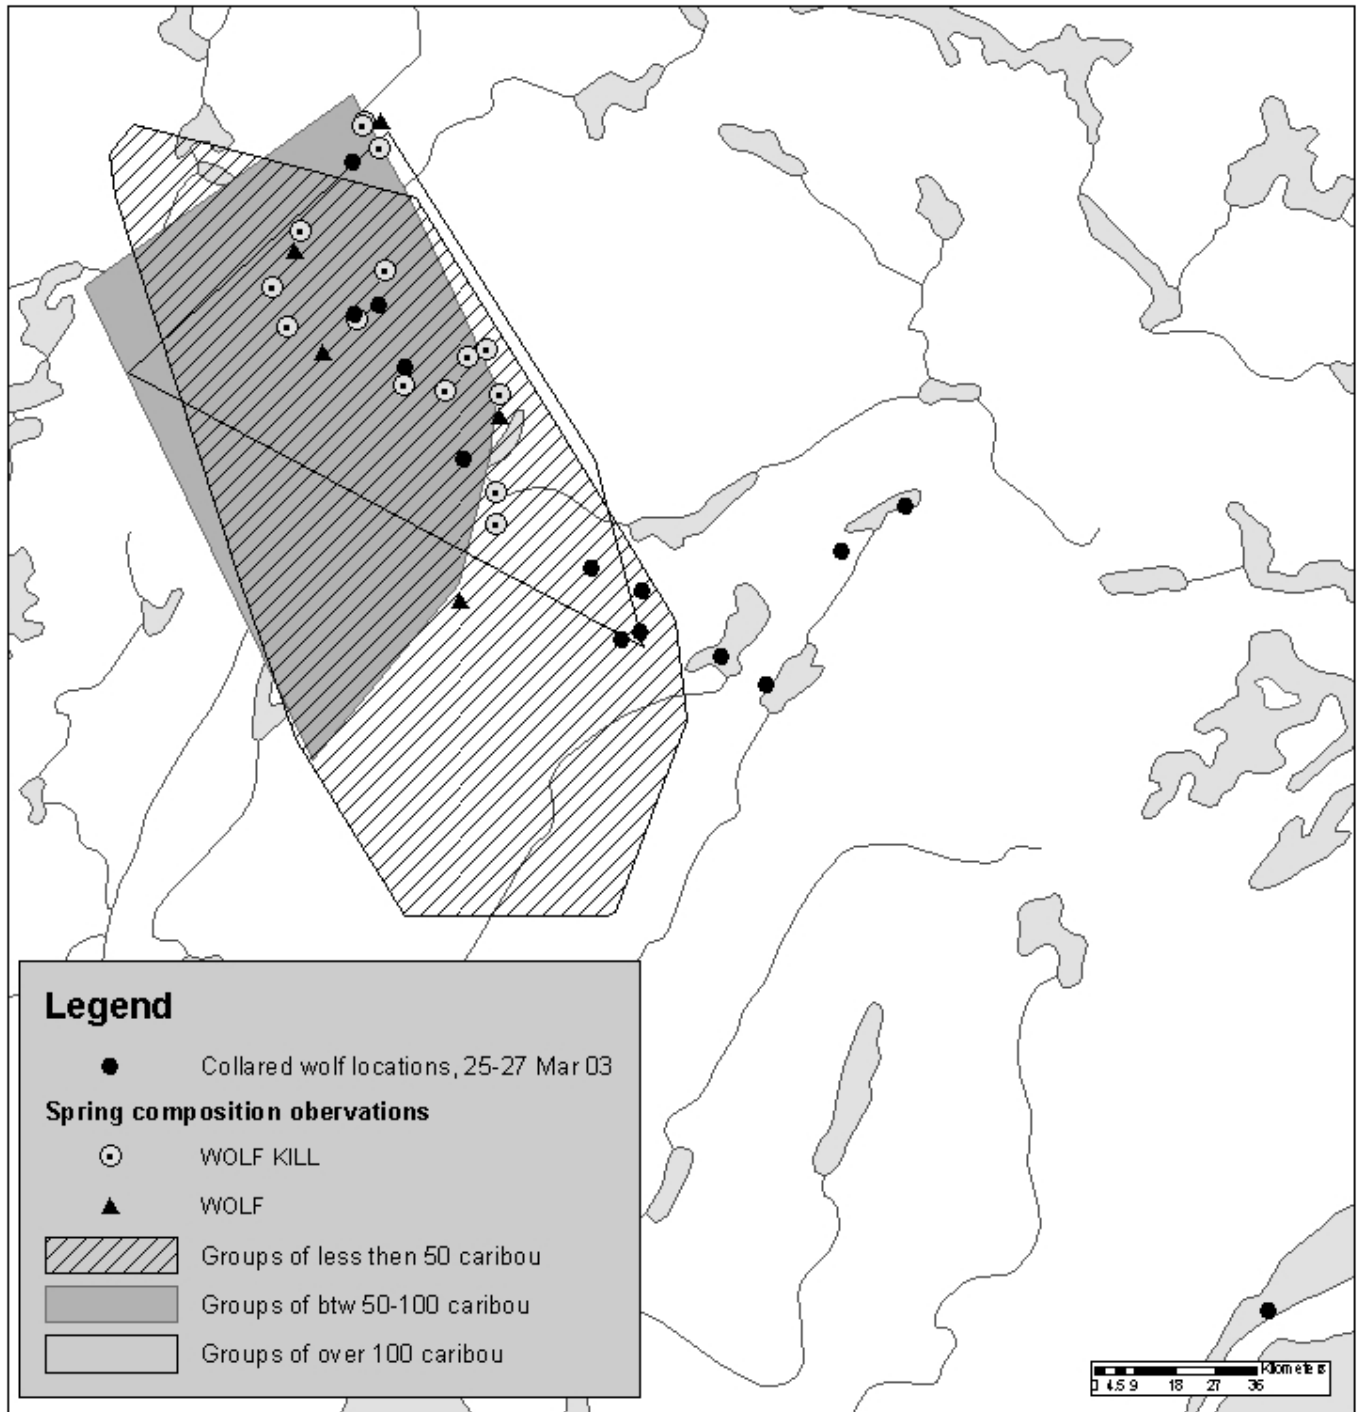 Legend
Collared wolf locations, 25-27 Mar 03
Spring composition obervations
WOLF KILL
WOLF
Groups of less then 50 caribou
Groups of btw 50-100 caribou
Groups of over 100 caribou
Kilometers
0 4.5 9 18 27 36